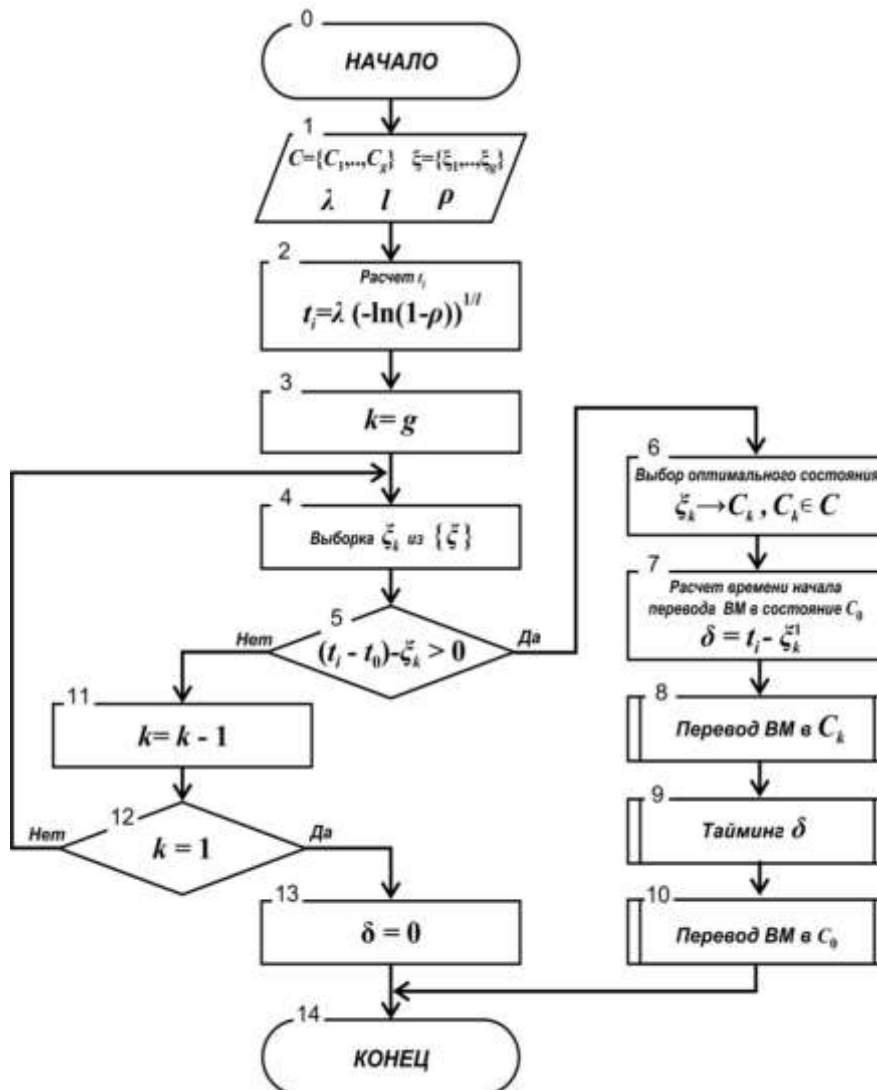 0
НАЧАЛО
1
C={C₁,..,C_g} ξ={ξ₁,..,ξ_g}
λ l ρ
2
Расчет tᵢ
tᵢ=λ (-ln(1-ρ))^{1/l}
3
k= g
4
Выборка ξₖ из {ξ}
5
Нет
Да
(tᵢ - t₀)-ξₖ > 0
6
Выбор оптимального состояния
ξₖ→Cₖ , Cₖ∈ C
7
Расчет времени начала
перевода ВМ в состояние C₀
δ = tᵢ- ξₖ¹
8
Перевод ВМ в Cₖ
9
Тайминг δ
10
Перевод ВМ в C₀
11
k= k - 1
12
Нет
Да
k = 1
13
δ = 0
14
КОНЕЦ